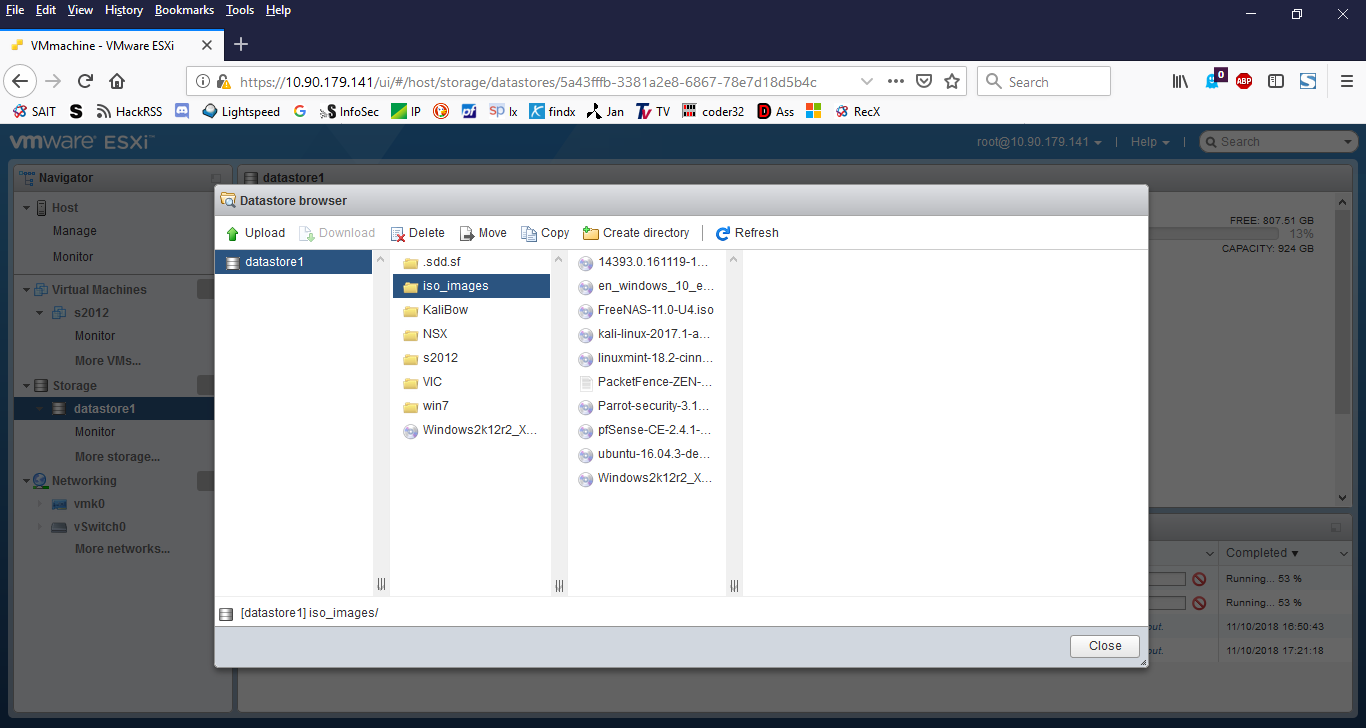 File Edit View History Bookmarks Tools Help
VMmachine - VMware ESXi
https://10.90.179.141/ui/#/host/storage/datastores/5a43fffb-3381a2e8-6867-78e7d18d5b4c
Search
0
ABP
SAIT S HackRSS Lightspeed G InfoSec IP pf sp lx findx Jan TV coder32 Ass RecX
vmware ESXi™
root@10.90.179.141 | Help | Search
Navigator
datastore1
Host
Manage
Monitor
Virtual Machines
s2012
Monitor
More VMs...
Storage
datastore1
Monitor
More storage...
Networking
vmk0
vSwitch0
More networks...
FREE: 807.51 GB
13%
CAPACITY: 924 GB
Datastore browser
Upload Download Delete Move Copy Create directory | Refresh
datastore1
.sdd.sf
iso_images
KaliBow
NSX
s2012
VIC
win7
Windows2k12r2_X...
14393.0.161119-1...
en_windows_10_e...
FreeNAS-11.0-U4.iso
kali-linux-2017.1-a...
linuxmint-18.2-cinn...
PacketFence-ZEN-...
Parrot-security-3.1...
pfSense-CE-2.4.1-...
ubuntu-16.04.3-de...
Windows2k12r2_X...
[datastore1] iso_images/
Close
Completed ▼
Running... 53 %
Running... 53 %
out. 11/10/2018 16:50:43
out. 11/10/2018 17:21:18